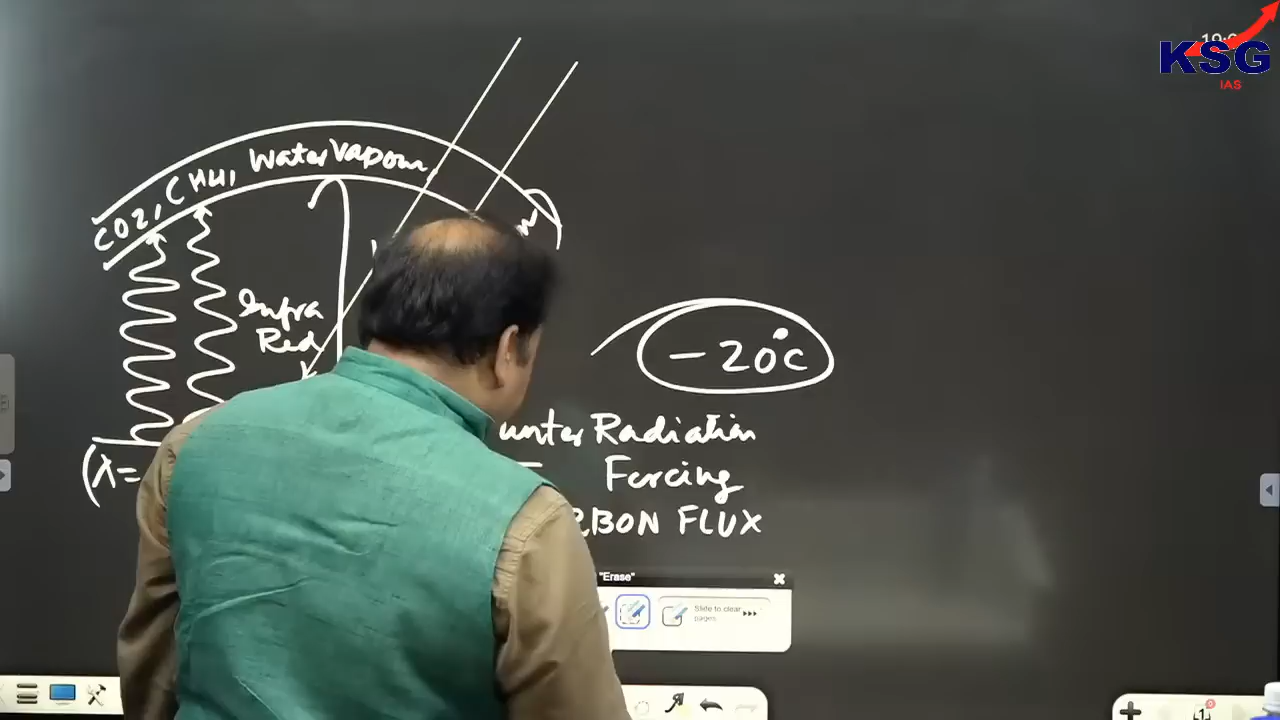 KSG
IAS
CO2, CH4, Water Vapour,
Infra
Red
-20°C
unter Radiation
Forcing
RBON FLUX
(λ=
"Erase"
Slide to clear
pages